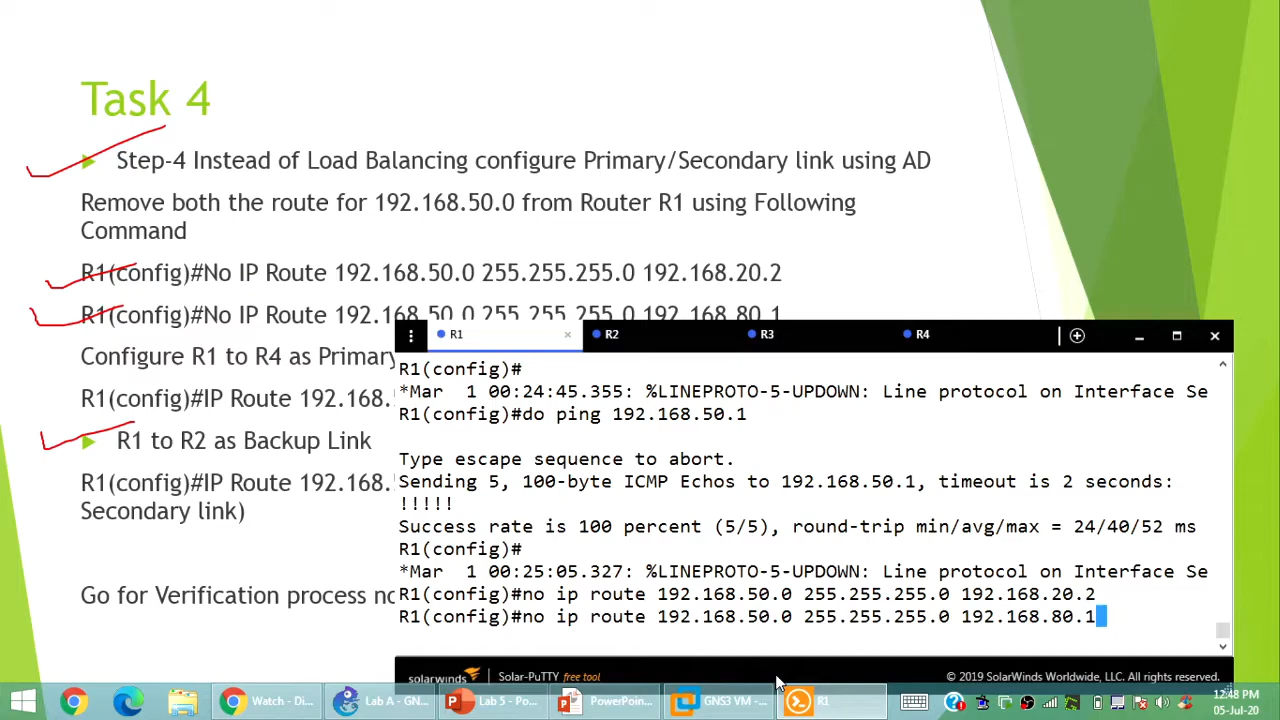 Task 4
Step-4 Instead of Load Balancing configure Primary/Secondary link using AD
Remove both the route for 192.168.50.0 from Router R1 using Following
Command
R1(config)#No IP Route 192.168.50.0 255.255.255.0 192.168.20.2
R1(config)#No IP Route 192.168.50.0 255.255.255.0 192.168.80.1
Configure R1 to R4 as Primary
R1(config)#IP Route 192.168.
R1 to R2 as Backup Link
R1(config)#IP Route 192.168.
Secondary link)
Go for Verification process
R1
R2
R3
R4
R1(config)#
*Mar 1 00:24:45.355: %LINEPROTO-5-UPDOWN: Line protocol on Interface Se
R1(config)#do ping 192.168.50.1
Type escape sequence to abort.
Sending 5, 100-byte ICMP Echos to 192.168.50.1, timeout is 2 seconds:
!!!!!
Success rate is 100 percent (5/5), round-trip min/avg/max = 24/40/52 ms
R1(config)#
*Mar 1 00:25:05.327: %LINEPROTO-5-UPDOWN: Line protocol on Interface Se
R1(config)#no ip route 192.168.50.0 255.255.255.0 192.168.20.2
R1(config)#no ip route 192.168.50.0 255.255.255.0 192.168.80.1
solarwinds Solar-PuTTY free tool © 2019 SolarWinds Worldwide, LLC. All rights reserved.
Watch - Di...
Lab A - GN...
Lab 5 - Po...
PowerPoin...
GNS3 VM - ...
R1
12:48 PM
05-Jul-20